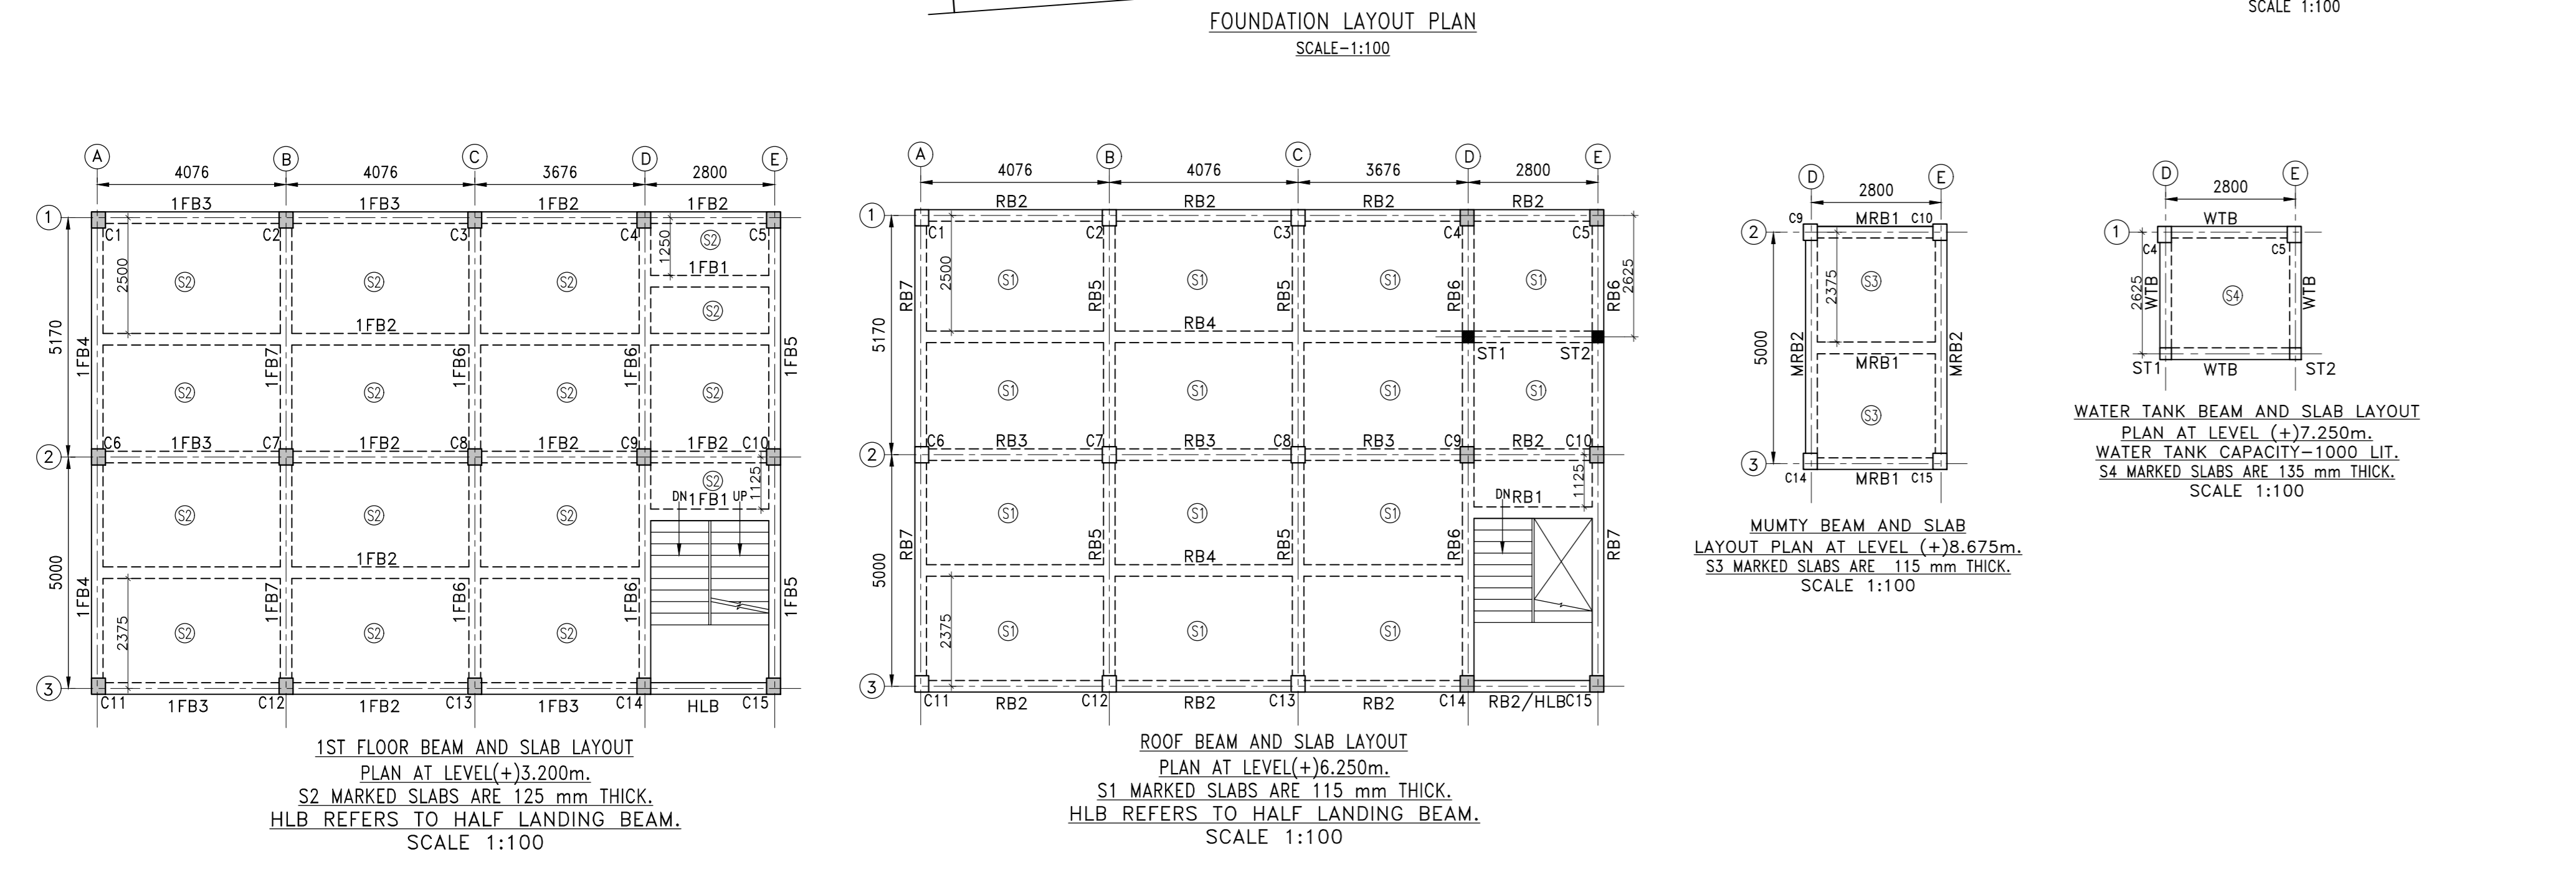 FOUNDATION LAYOUT PLAN
SCALE-1:100
SCALE 1:100
A B C D E
4076 4076 3676 2800
1FB3 1FB3 1FB2 1FB2
1
C1 C2 C3 C4 C5
1250
S2
2500
1FB1
S2 S2 S2
S2
5170
1FB2
1FB4 1FB7 1FB6 1FB6 1FB5
S2 S2 S2 S2
C6 1FB3 C7 1FB2 C8 1FB2 C9 1FB2 C10
2
S2
1125
DN 1FB1 UP
S2 S2 S2
5000
1FB2
1FB4 1FB7 1FB6 1FB6 1FB5
2375
S2 S2 S2
3
C11 1FB3 C12 1FB2 C13 1FB3 C14 HLB C15
1ST FLOOR BEAM AND SLAB LAYOUT
PLAN AT LEVEL(+)3.200m.
S2 MARKED SLABS ARE 125 mm THICK.
HLB REFERS TO HALF LANDING BEAM.
SCALE 1:100
A B C D E
4076 4076 3676 2800
RB2 RB2 RB2 RB2
1
C1 C2 C3 C4 C5
2500
2625
S1 S1 S1 S1
RB7 RB5 RB5 RB6 RB6
5170
RB4
ST1 ST2
S1 S1 S1 S1
C6 RB3 C7 RB3 C8 RB3 C9 RB2 C10
2
1125
DN RB1
S1 S1 S1
RB7 RB5 RB5 RB6 RB7
5000
RB4
2375
S1 S1 S1
3
C11 RB2 C12 RB2 C13 RB2 C14 RB2/HLB C15
ROOF BEAM AND SLAB LAYOUT
PLAN AT LEVEL(+)6.250m.
S1 MARKED SLABS ARE 115 mm THICK.
HLB REFERS TO HALF LANDING BEAM.
SCALE 1:100
D E
2800
C9 MRB1 C10
2
2375
S3
5000
MRB2 MRB1 MRB2
S3
3
C14 MRB1 C15
MUMTY BEAM AND SLAB
LAYOUT PLAN AT LEVEL (+)8.675m.
S3 MARKED SLABS ARE 115 mm THICK.
SCALE 1:100
D E
2800
WTB
1
C4 C5
2625
WTB S4 WTB
ST1 WTB ST2
WATER TANK BEAM AND SLAB LAYOUT
PLAN AT LEVEL (+)7.250m.
WATER TANK CAPACITY-1000 LIT.
S4 MARKED SLABS ARE 135 mm THICK.
SCALE 1:100